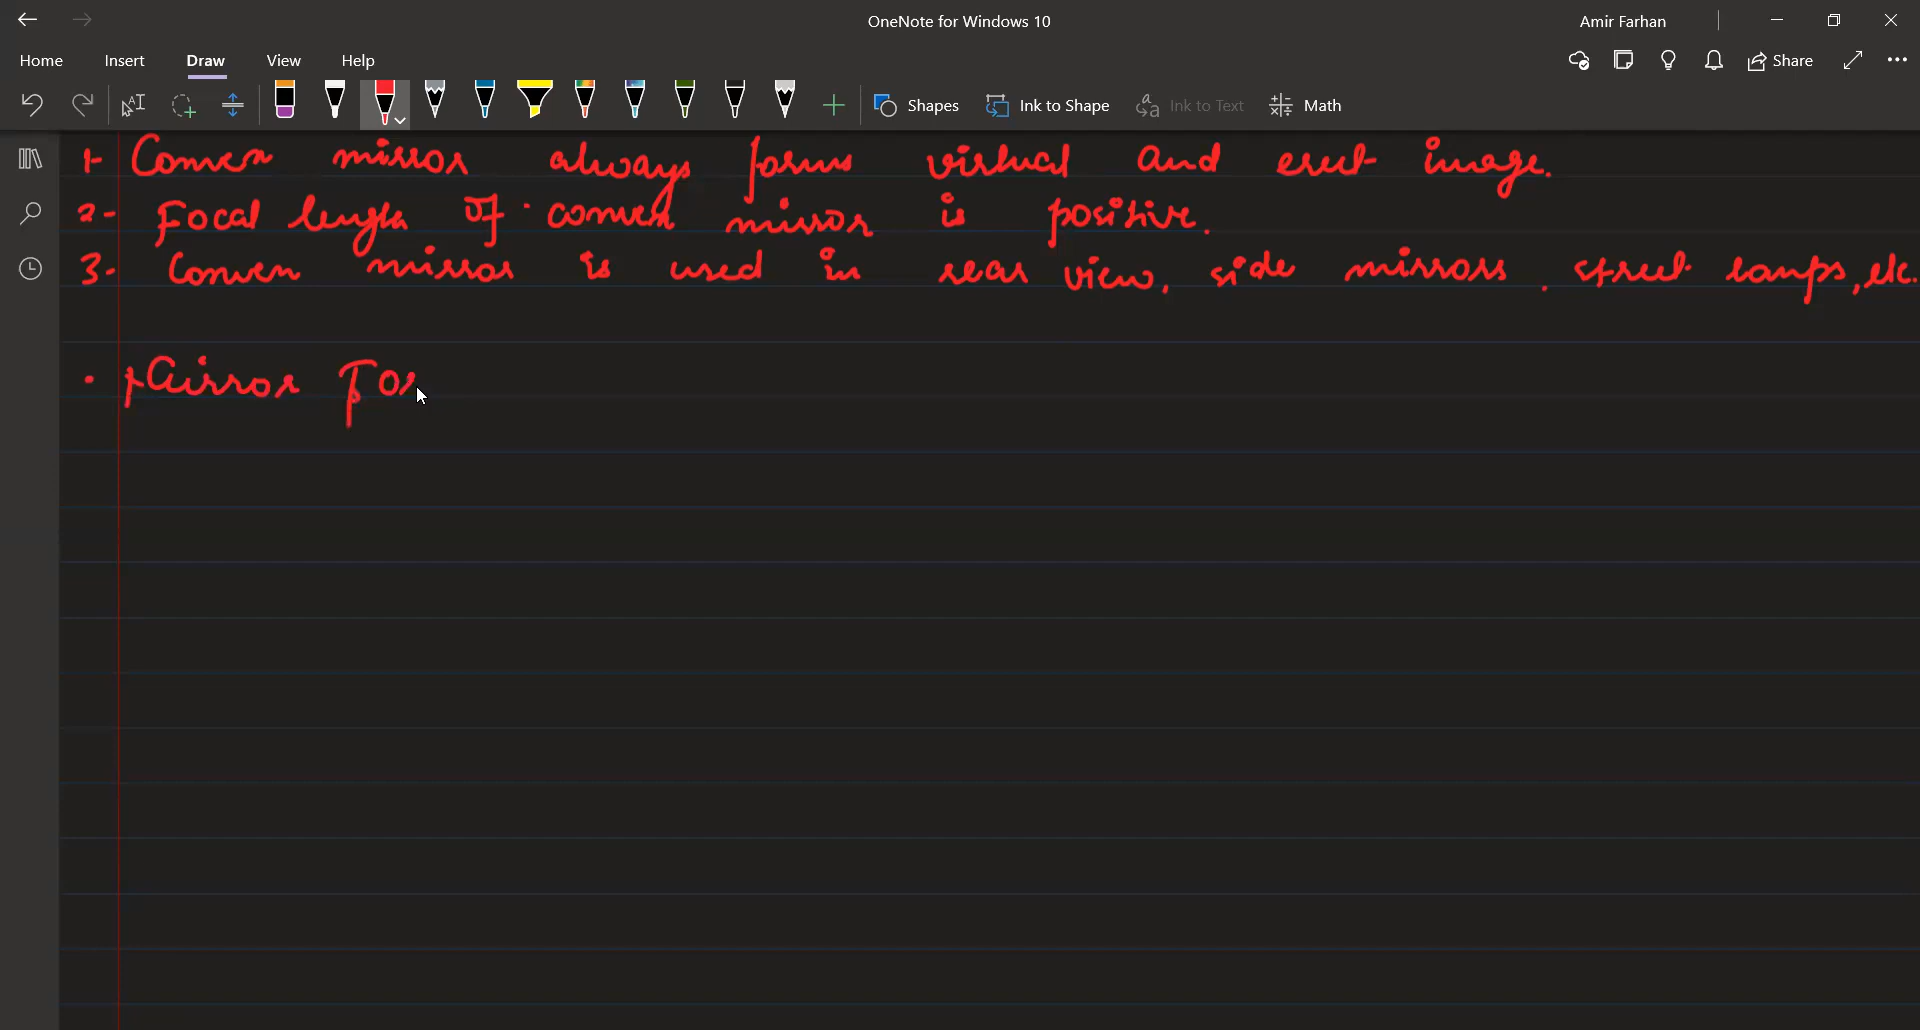 OneNote for Windows 10
Amir Farhan
Home Insert Draw View Help
Share
Shapes Ink to Shape Ink to Text Math
1- Convex mirror always forms virtual and erect image.
2- Focal length of convex mirror is positive.
3- Convex mirror is used in rear view, side mirrors, street lamps, etc.
· Mirror For